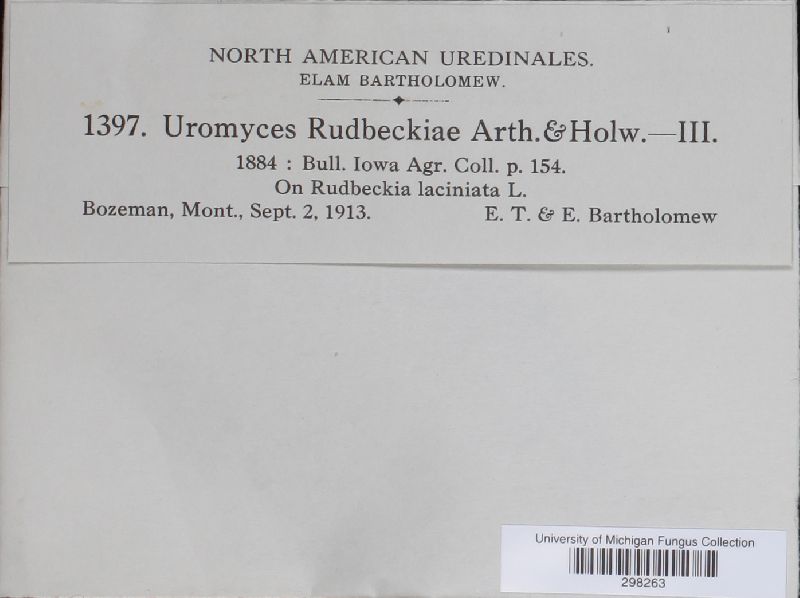 NORTH AMERICAN UREDINALES.
ELAM BARTHOLOMEW.
1397. Uromyces Rudbeckiae Arth.&Holw.—III.
1884 : Bull. Iowa Agr. Coll. p. 154.
On Rudbeckia laciniata L.
Bozeman, Mont., Sept. 2, 1913. E. T. & E. Bartholomew
University of Michigan Fungus Collection
298263